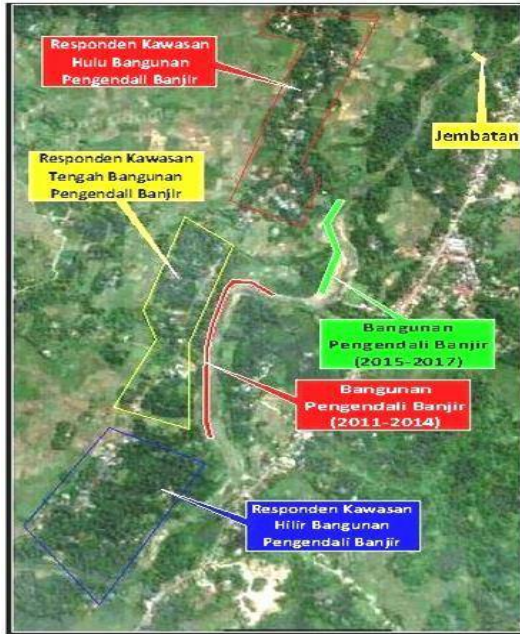 Responden Kawasan
Hulu Bangunan
Pengendali Banjir
Jembatan
Responden Kawasan
Tengah Bangunan
Pengendali Banjir
Bangunan
Pengendali Banjir
(2015-2017)
Bangunan
Pengendali Banjir
(2011-2014)
Responden Kawasan
Hilir Bangunan
Pengendali Banjir